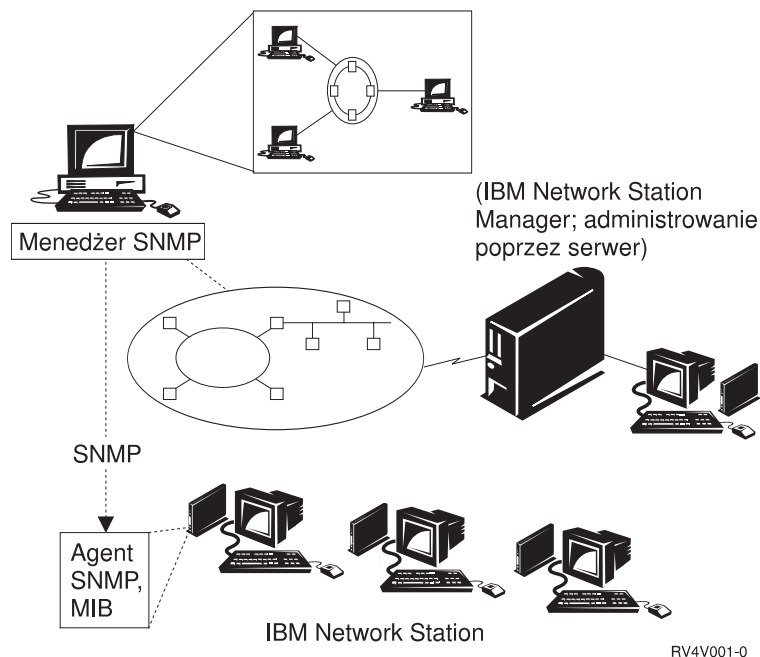 (IBM Network Station
Manager; administrowanie
poprzez serwer)
Menedżer SNMP
SNMP
Agent
SNMP,
MIB
IBM Network Station
RV4V001-0